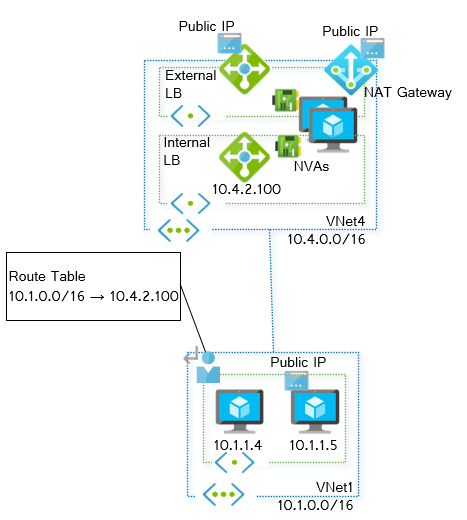 Public IP
Public IP
External
LB
NAT Gateway
Internal
LB
NVAs
10.4.2.100
VNet4
10.4.0.0/16
Route Table
10.1.0.0/16 → 10.4.2.100
Public IP
10.1.1.4
10.1.1.5
VNet1
10.1.0.0/16